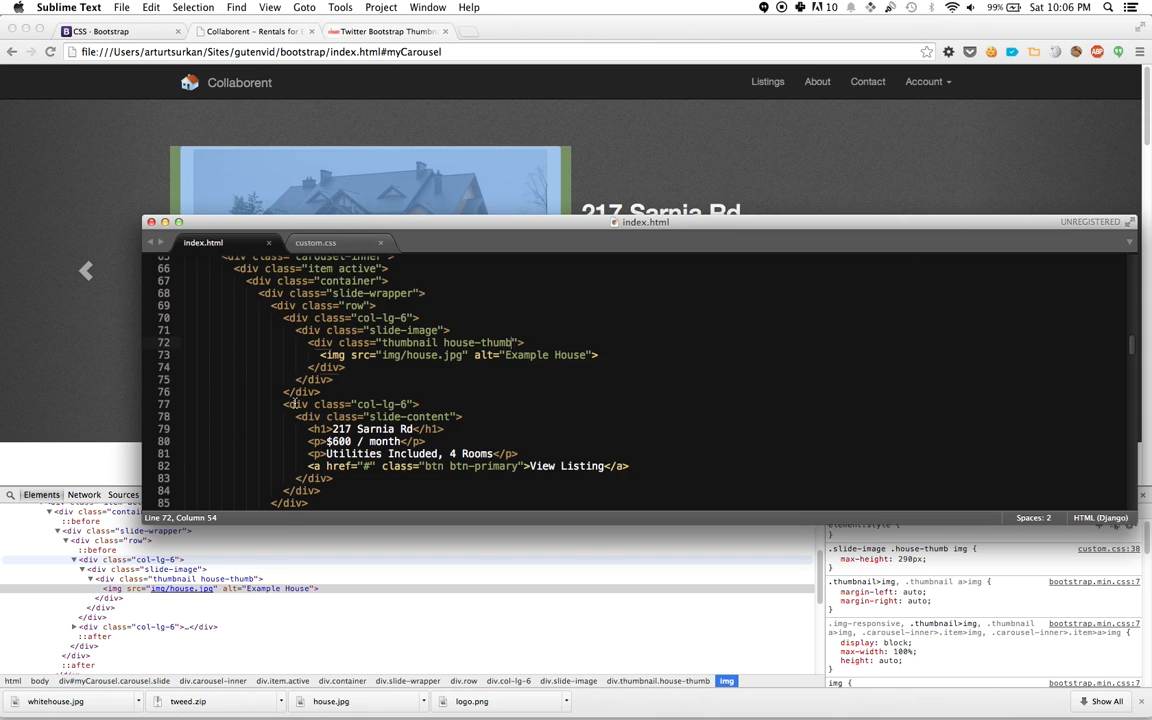 Sublime Text File Edit Selection Find View Goto Tools Project Window Help 10 99% Sat 10:06 PM
CSS · Bootstrap × Collaborent – Rentals for × Twitter Bootstrap Thumbn ×
file:///Users/arturtsurkan/Sites/gutenvid/bootstrap/index.html#myCarousel
Collaborent Listings About Contact Account
217 Sarnia Rd
index.html UNREGISTERED
index.html × custom.css ×
65 <div class="carousel-inner">
66 <div class="item active">
67 <div class="container">
68 <div class="slide-wrapper">
69 <div class="row">
70 <div class="col-lg-6">
71 <div class="slide-image">
72 <div class="thumbnail house-thumb">
73 <img src="img/house.jpg" alt="Example House">
74 </div>
75 </div>
76 </div>
77 <div class="col-lg-6">
78 <div class="slide-content">
79 <h1>217 Sarnia Rd</h1>
80 <p>$600 / month</p>
81 <p>Utilities Included, 4 Rooms</p>
82 <a href="#" class="btn btn-primary">View Listing</a>
83 </div>
84 </div>
85 </div>
Line 72, Column 54 Spaces: 2 HTML (Django)
Elements Network Sources
▼<div class="container">
::before
▼<div class="slide-wrapper">
▼<div class="row">
::before
▼<div class="col-lg-6">
▼<div class="slide-image">
▼<div class="thumbnail house-thumb">
<img src="img/house.jpg" alt="Example House">
</div>
</div>
</div>
▶<div class="col-lg-6">…</div>
::after
</div>
</div>
::after
element.style {
}
.slide-image .house-thumb img { custom.css:38
max-height: 290px;
}
.thumbnail>img, .thumbnail a>img { bootstrap.min.css:7
margin-left: auto;
margin-right: auto;
}
.img-responsive, .thumbnail>img, .thumbnail bootstrap.min.css:7
a>img, .carousel-inner>.item>img, .carousel-inner>.item>a>img {
display: block;
max-width: 100%;
height: auto;
}
img { bootstrap.min.css:7
html body div#myCarousel.carousel.slide div.carousel-inner div.item.active div.container div.slide-wrapper div.row div.col-lg-6 div.slide-image div.thumbnail.house-thumb img
whitehouse.jpg tweed.zip house.jpg logo.png Show All ×